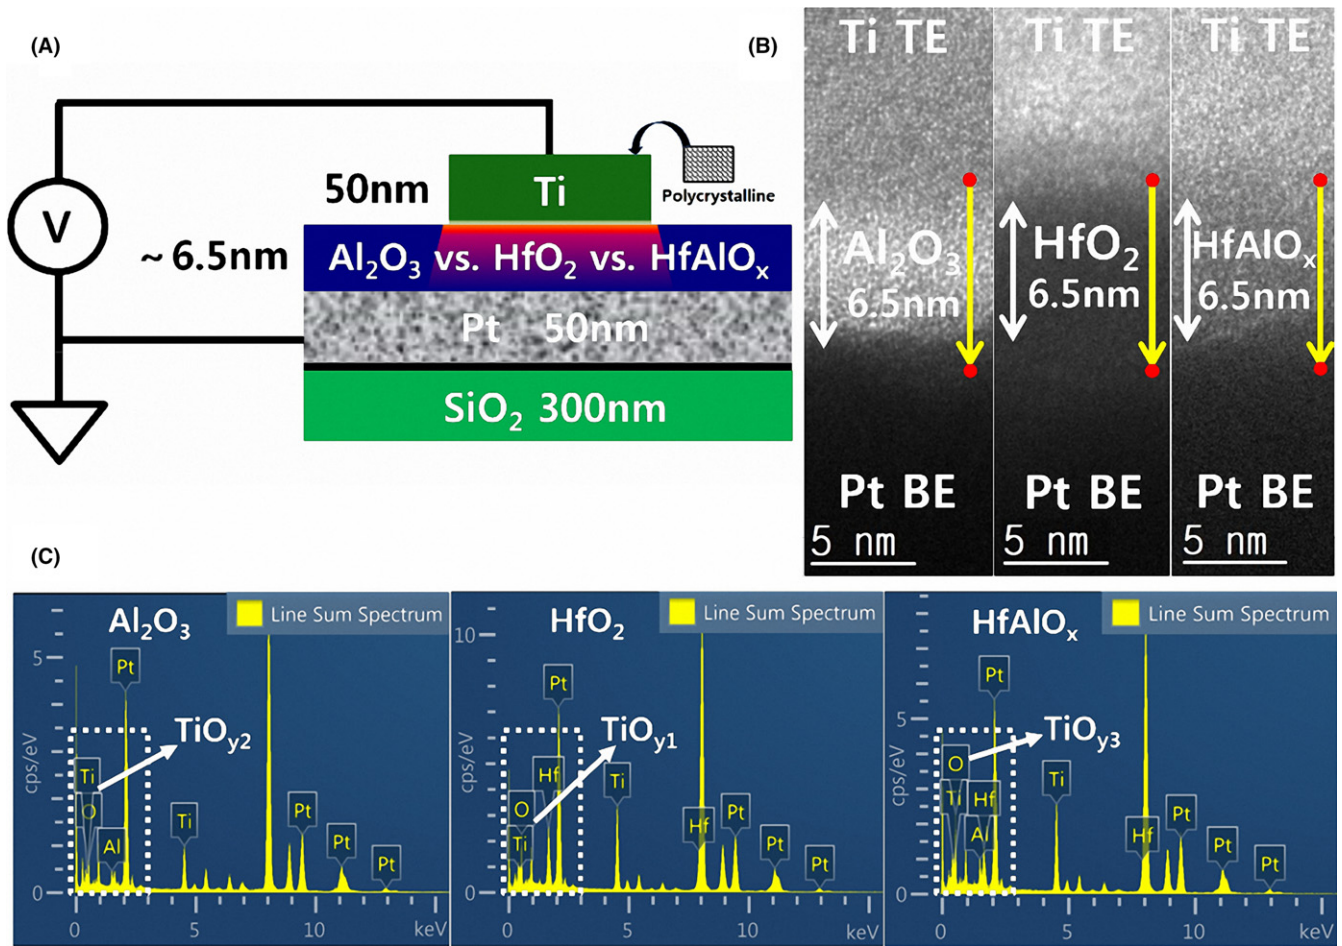 (A)
V
50nm
Ti
Polycrystalline
~ 6.5nm
Al₂O₃ vs. HfO₂ vs. HfAlOₓ
Pt 50nm
SiO₂ 300nm
(B)
Ti TE
Al₂O₃
6.5nm
Pt BE
5 nm
Ti TE
HfO₂
6.5nm
Pt BE
5 nm
Ti TE
HfAlOₓ
6.5nm
Pt BE
5 nm
(C)
Line Sum Spectrum
Al₂O₃
5
Pt
TiO_y2
cps/eV
Ti
O
Al
Ti
Pt
Pt
Pt
0
0
5
10
keV
Line Sum Spectrum
HfO₂
10
Pt
TiO_y1
cps/eV
Hf
Ti
O
Ti
Hf
Pt
Pt
Pt
0
0
5
10
keV
Line Sum Spectrum
HfAlOₓ
Pt
5
TiO_y3
cps/eV
O
Ti
Ti
Hf
Al
Hf
Pt
Pt
Pt
0
0
5
10
keV